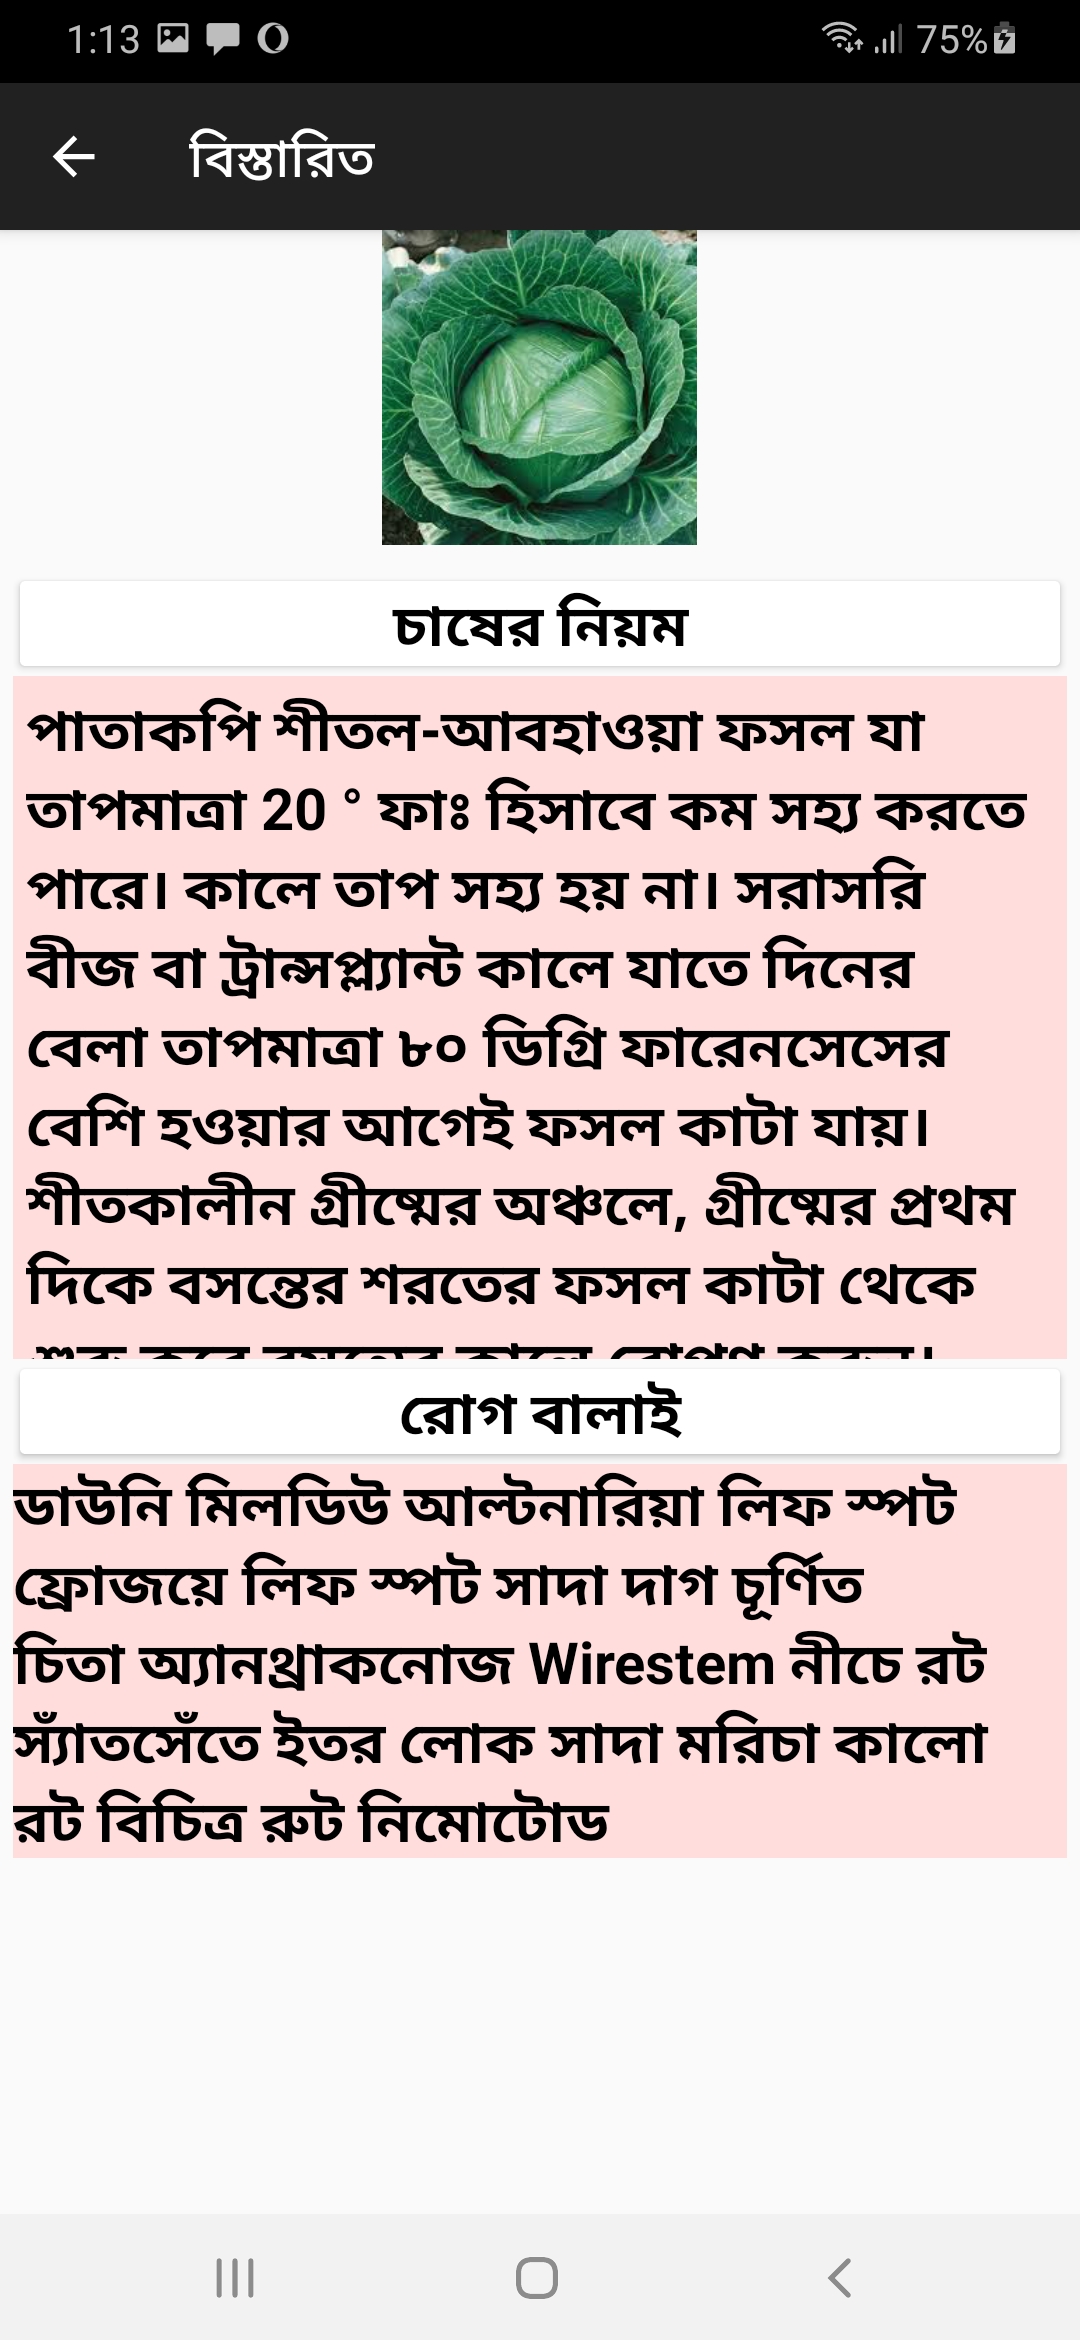 1:13 75%
বিস্তারিত
চাষের নিয়ম
পাতাকপি শীতল-আবহাওয়া ফসল যা
তাপমাত্রা 20 ° ফাঃ হিসাবে কম সহ্য করতে
পারে। কালে তাপ সহ্য হয় না। সরাসরি
বীজ বা ট্রান্সপ্ল্যান্ট কালে যাতে দিনের
বেলা তাপমাত্রা ৮০ ডিগ্রি ফারেনসেসের
বেশি হওয়ার আগেই ফসল কাটা যায়।
শীতকালীন গ্রীষ্মের অঞ্চলে, গ্রীষ্মের প্রথম
দিকে বসন্তের শরতের ফসল কাটা থেকে
রোগ বালাই
ডাউনি মিলডিউ আল্টনারিয়া লিফ স্পট
ফ্রোজয়ে লিফ স্পট সাদা দাগ চূর্ণিত
চিতা অ্যানথ্রাকনোজ Wirestem নীচে রট
স্যাঁতসেঁতে ইতর লোক সাদা মরিচা কালো
রট বিচিত্র রুট নিমোটোড